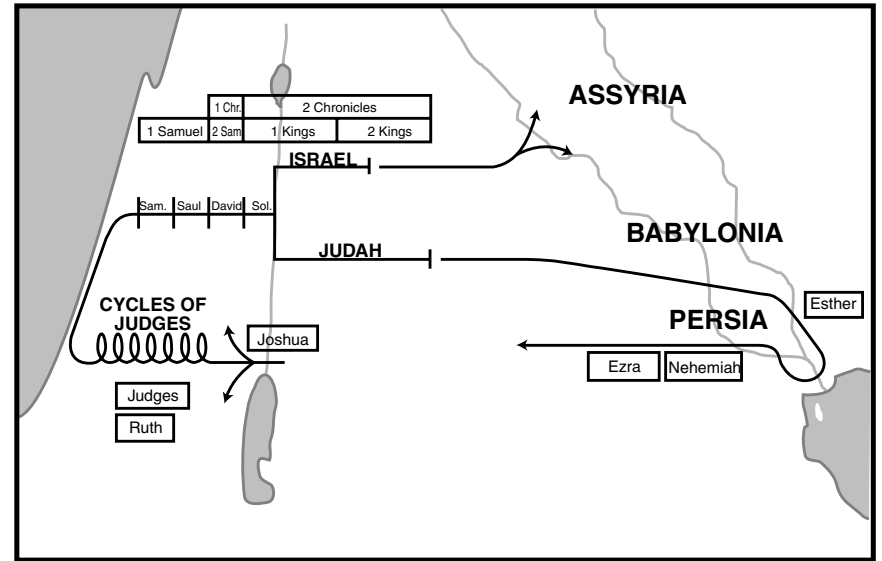 ASSYRIA
1 Chr. 2 Chronicles
1 Samuel 2 Sam. 1 Kings 2 Kings
ISRAEL
Sam. Saul David Sol.
BABYLONIA
JUDAH
CYCLES OF
JUDGES
Esther
PERSIA
Joshua
Ezra Nehemiah
Judges
Ruth